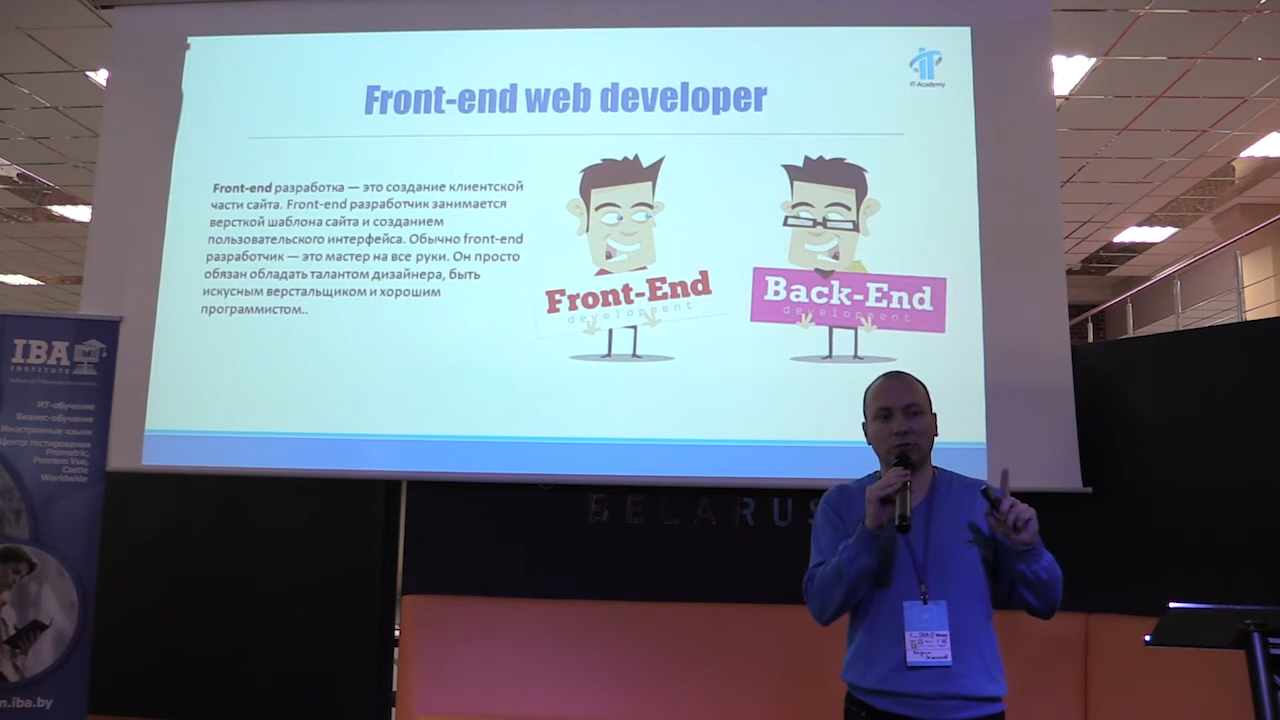 IT-Academy
Front-end web developer
Front-end разработка — это создание клиентской
части сайта. Front-end разработчик занимается
версткой шаблона сайта и созданием
пользовательского интерфейса. Обычно front-end
разработчик — это мастер на все руки. Он просто
обязан обладать талантом дизайнера, быть
искусным верстальщиком и хорошим
программистом..
Front-End
development
Back-End
development
IBA
INSTITUTE
ИТ-обучение
Бизнес-обучение
Иностранные языки
Центр тестирования
Prometric,
Pearson Vue,
Castle
Worldwide
n.iba.by
BELARUS